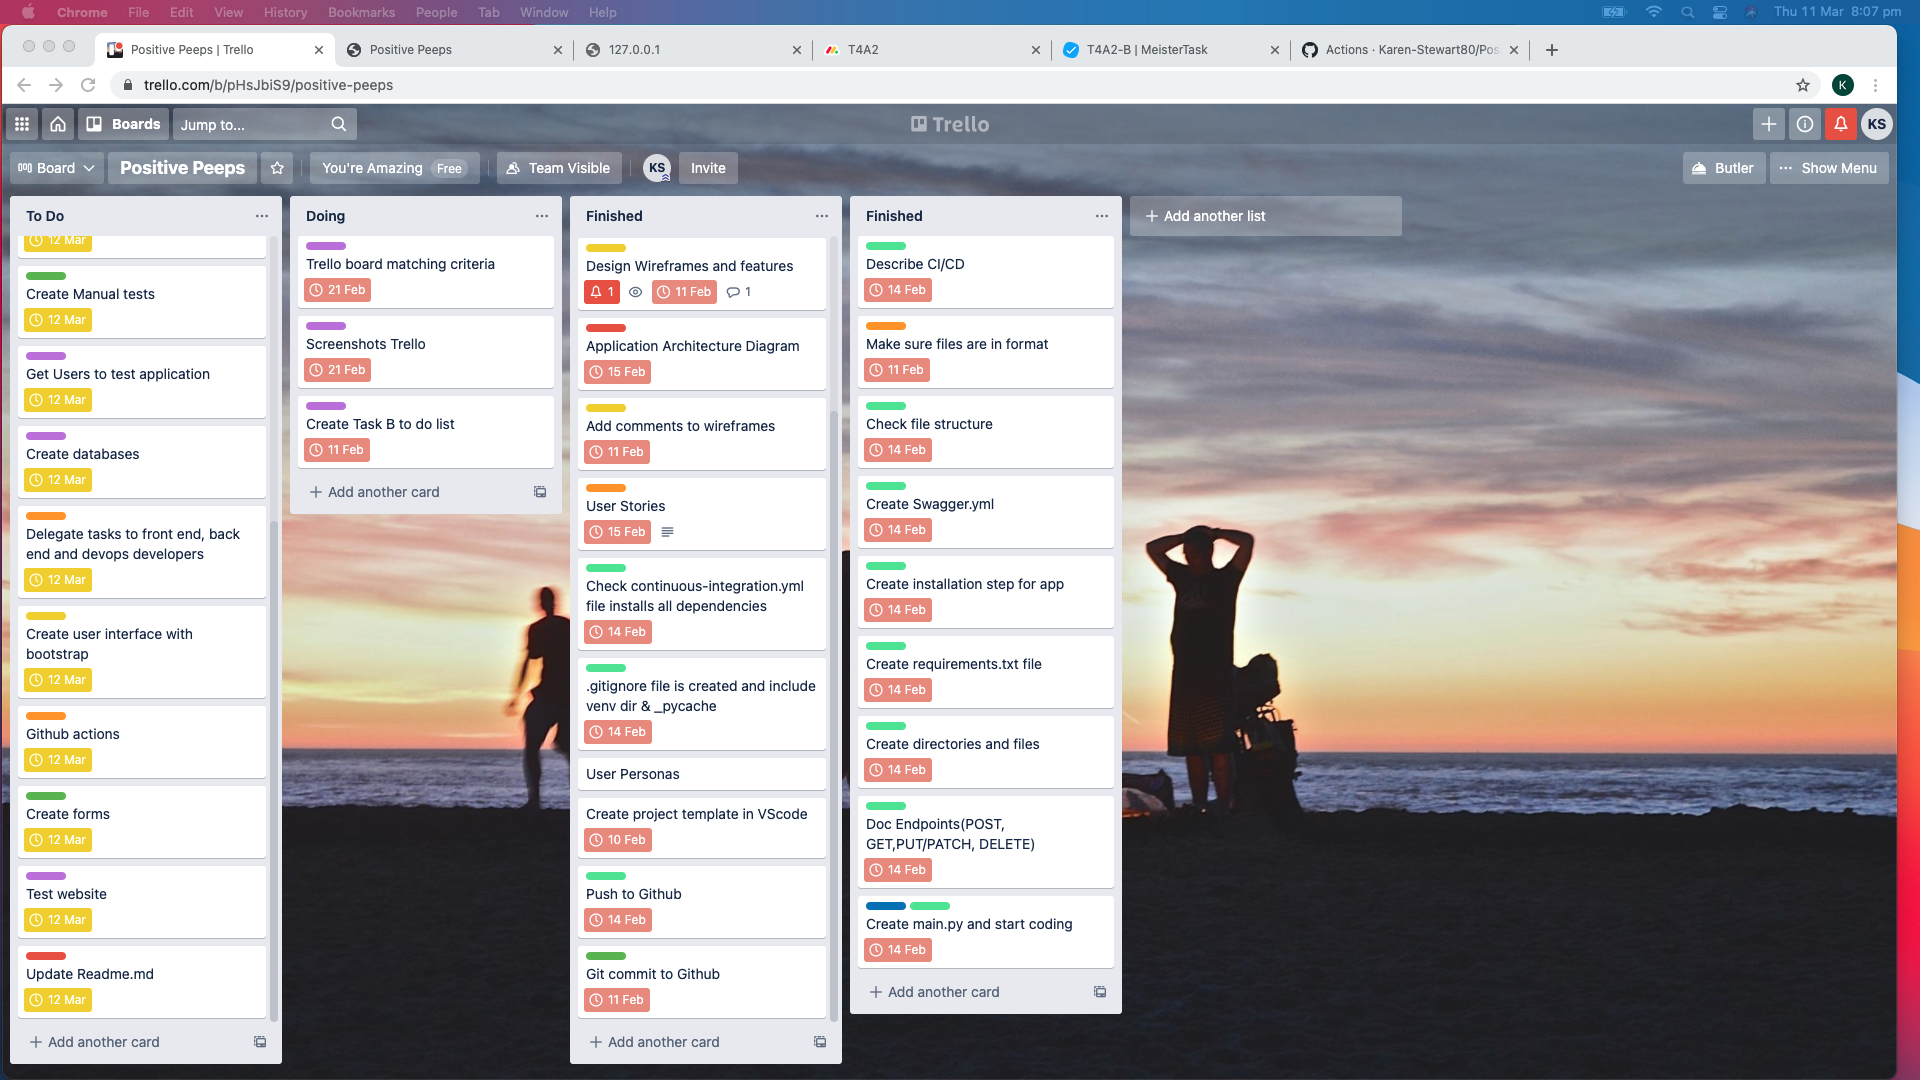 Chrome File Edit View History Bookmarks People Tab Window Help Thu 11 Mar 8:07 pm
Positive Peeps | Trello Positive Peeps 127.0.0.1 T4A2 T4A2-B | MeisterTask Actions · Karen-Stewart80/Pos
trello.com/b/pHsJbiS9/positive-peeps K
Boards Jump to... Trello KS
Board Positive Peeps You're Amazing Free Team Visible KS Invite Butler ... Show Menu
To Do
12 Mar
Create Manual tests
12 Mar
Get Users to test application
12 Mar
Create databases
12 Mar
Delegate tasks to front end, back
end and devops developers
12 Mar
Create user interface with
bootstrap
12 Mar
Github actions
12 Mar
Create forms
12 Mar
Test website
12 Mar
Update Readme.md
12 Mar
+ Add another card
Doing
Trello board matching criteria
21 Feb
Screenshots Trello
21 Feb
Create Task B to do list
11 Feb
+ Add another card
Finished
Design Wireframes and features
1 11 Feb 1
Application Architecture Diagram
15 Feb
Add comments to wireframes
11 Feb
User Stories
15 Feb
Check continuous-integration.yml
file installs all dependencies
14 Feb
.gitignore file is created and include
venv dir & _pycache
14 Feb
User Personas
Create project template in VScode
10 Feb
Push to Github
14 Feb
Git commit to Github
11 Feb
+ Add another card
Finished
Describe CI/CD
14 Feb
Make sure files are in format
11 Feb
Check file structure
14 Feb
Create Swagger.yml
14 Feb
Create installation step for app
14 Feb
Create requirements.txt file
14 Feb
Create directories and files
14 Feb
Doc Endpoints(POST,
GET,PUT/PATCH, DELETE)
14 Feb
Create main.py and start coding
14 Feb
+ Add another card
+ Add another list